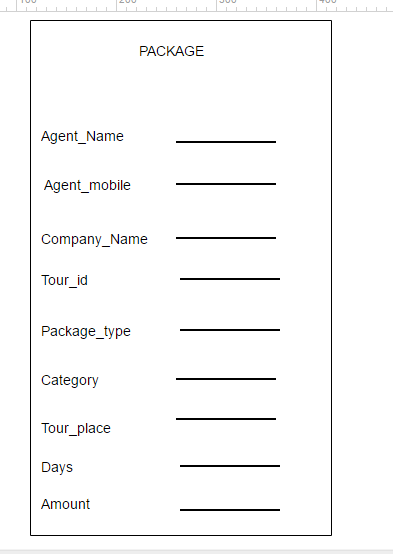 PACKAGE
Agent_Name
Agent_mobile
Company_Name
Tour_id
Package_type
Category
Tour_place
Days
Amount